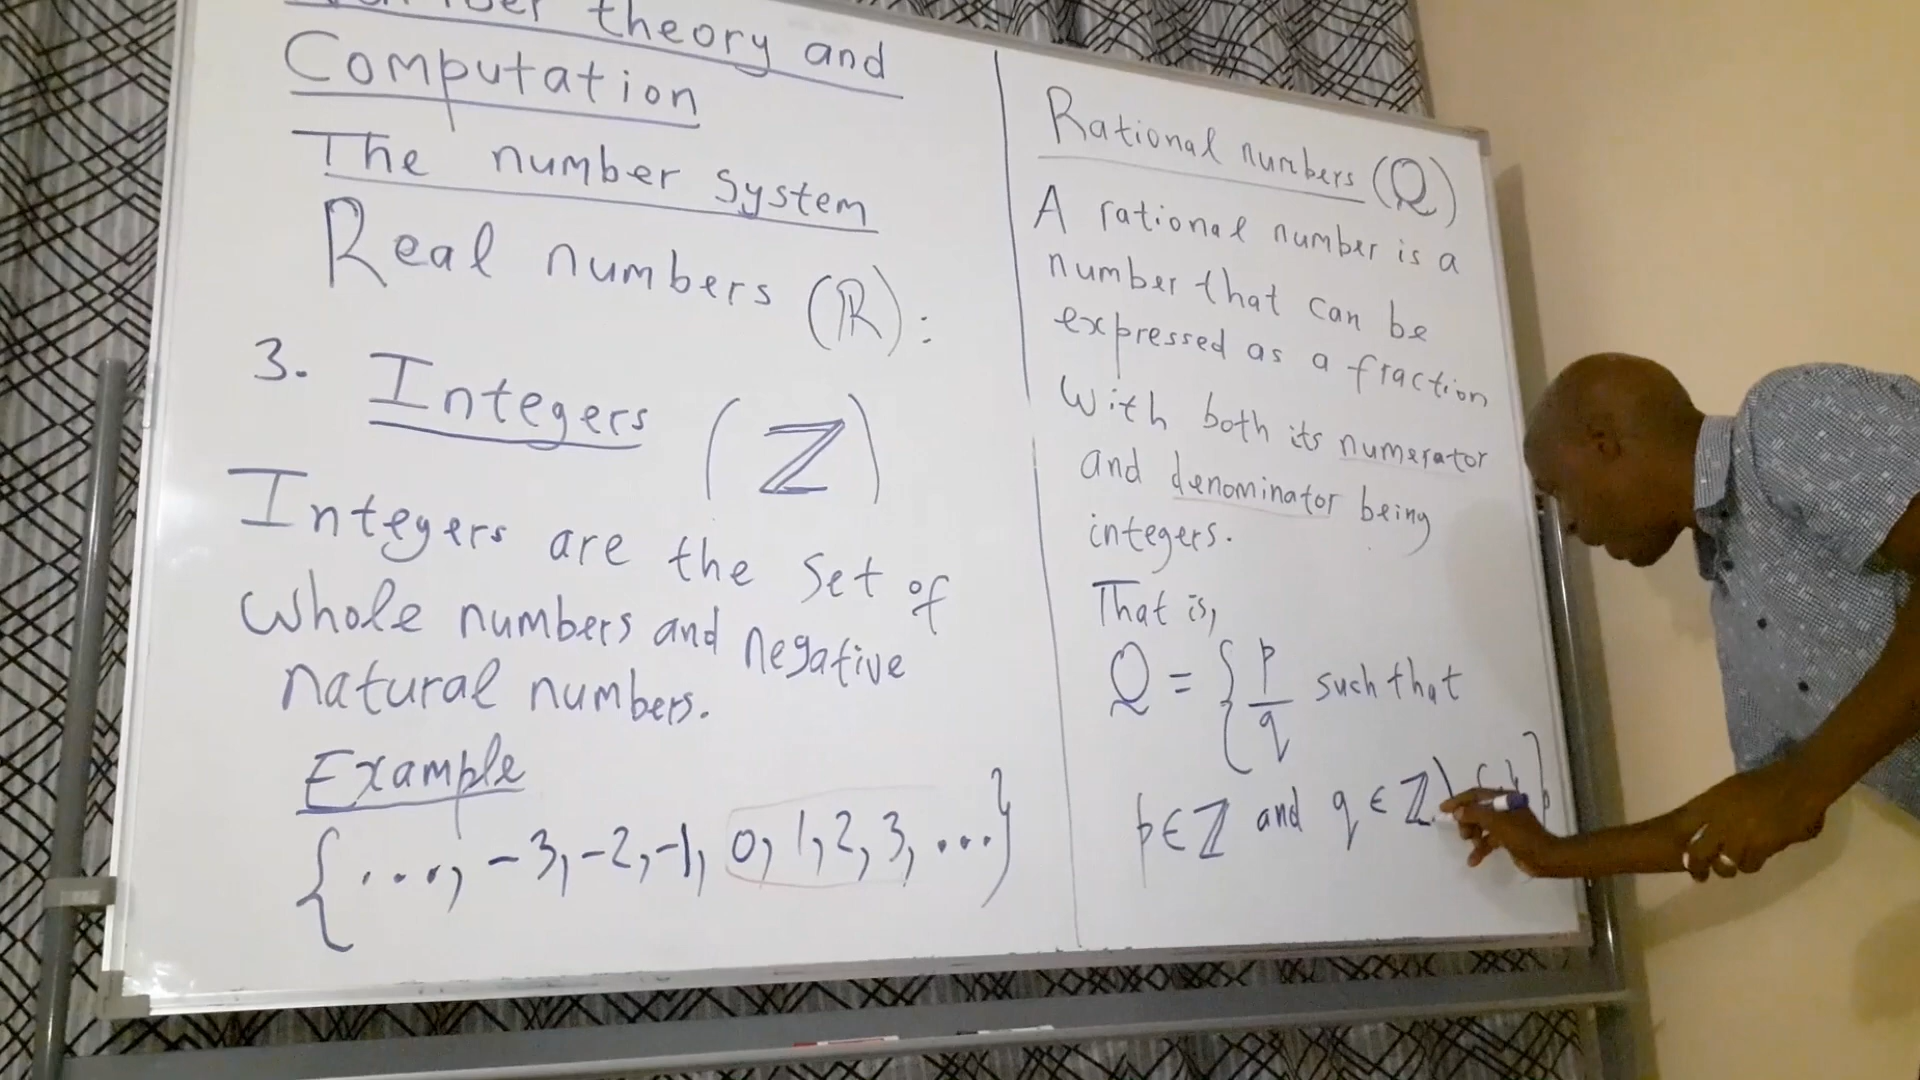 theory and
Computation
The number system
Real numbers (ℝ):
3. Integers (ℤ)
Integers are the set of
whole numbers and negative
natural numbers.
Example
{..., -3, -2, -1, 0, 1, 2, 3, ...}
Rational numbers (Q)
A rational number is a
number that can be
expressed as a fraction
With both its numerator
and denominator being
integers.
That is,
Q = {p/q such that
p ∈ ℤ and q ∈ ℤ